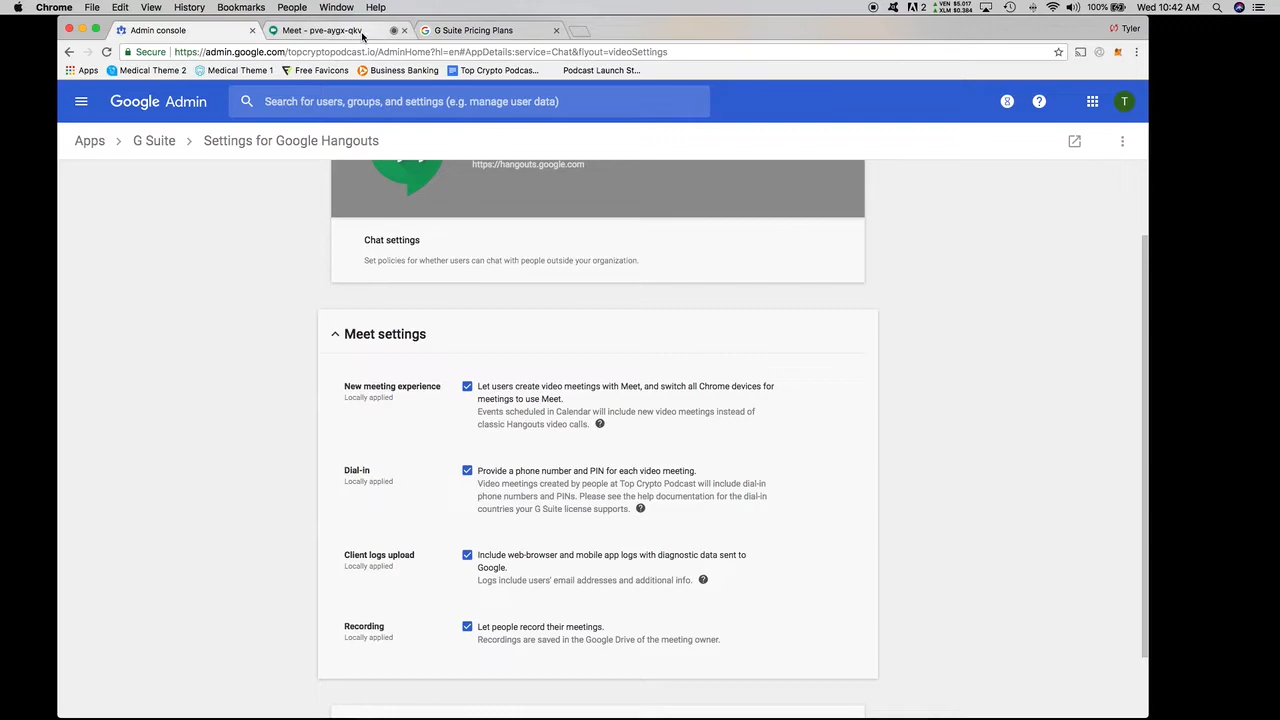 Chrome File Edit View History Bookmarks People Window Help
2 VEN $5.017 XLM $0.384 100% Wed 10:42 AM
Admin console Meet - pve-aygx-qkv G Suite Pricing Plans Tyler
Secure https://admin.google.com/topcryptopodcast.io/AdminHome?hl=en#AppDetails:service=Chat&flyout=videoSettings
Apps Medical Theme 2 Medical Theme 1 Free Favicons Business Banking Top Crypto Podcas... Podcast Launch St...
Google Admin Search for users, groups, and settings (e.g. manage user data) 8 ? T
Apps > G Suite > Settings for Google Hangouts
https://hangouts.google.com
Chat settings
Set policies for whether users can chat with people outside your organization.
Meet settings
New meeting experience
Locally applied
Let users create video meetings with Meet, and switch all Chrome devices for
meetings to use Meet.
Events scheduled in Calendar will include new video meetings instead of
classic Hangouts video calls. ?
Dial-in
Locally applied
Provide a phone number and PIN for each video meeting.
Video meetings created by people at Top Crypto Podcast will include dial-in
phone numbers and PINs. Please see the help documentation for the dial-in
countries your G Suite license supports. ?
Client logs upload
Locally applied
Include web-browser and mobile app logs with diagnostic data sent to
Google.
Logs include users' email addresses and additional info. ?
Recording
Locally applied
Let people record their meetings.
Recordings are saved in the Google Drive of the meeting owner.